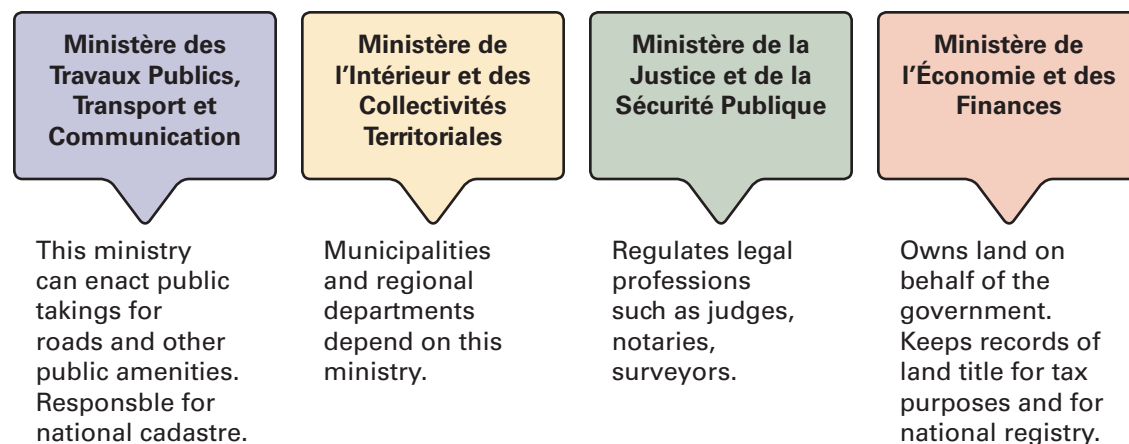 Ministère des
Travaux Publics,
Transport et
Communication
This ministry
can enact public
takings for
roads and other
public amenities.
Responsble for
national cadastre.
Ministère de
l'Intérieur et des
Collectivités
Territoriales
Municipalities
and regional
departments
depend on this
ministry.
Ministère de la
Justice et de la
Sécurité Publique
Regulates legal
professions
such as judges,
notaries,
surveyors.
Ministère de
l'Économie et des
Finances
Owns land on
behalf of the
government.
Keeps records of
land title for tax
purposes and for
national registry.